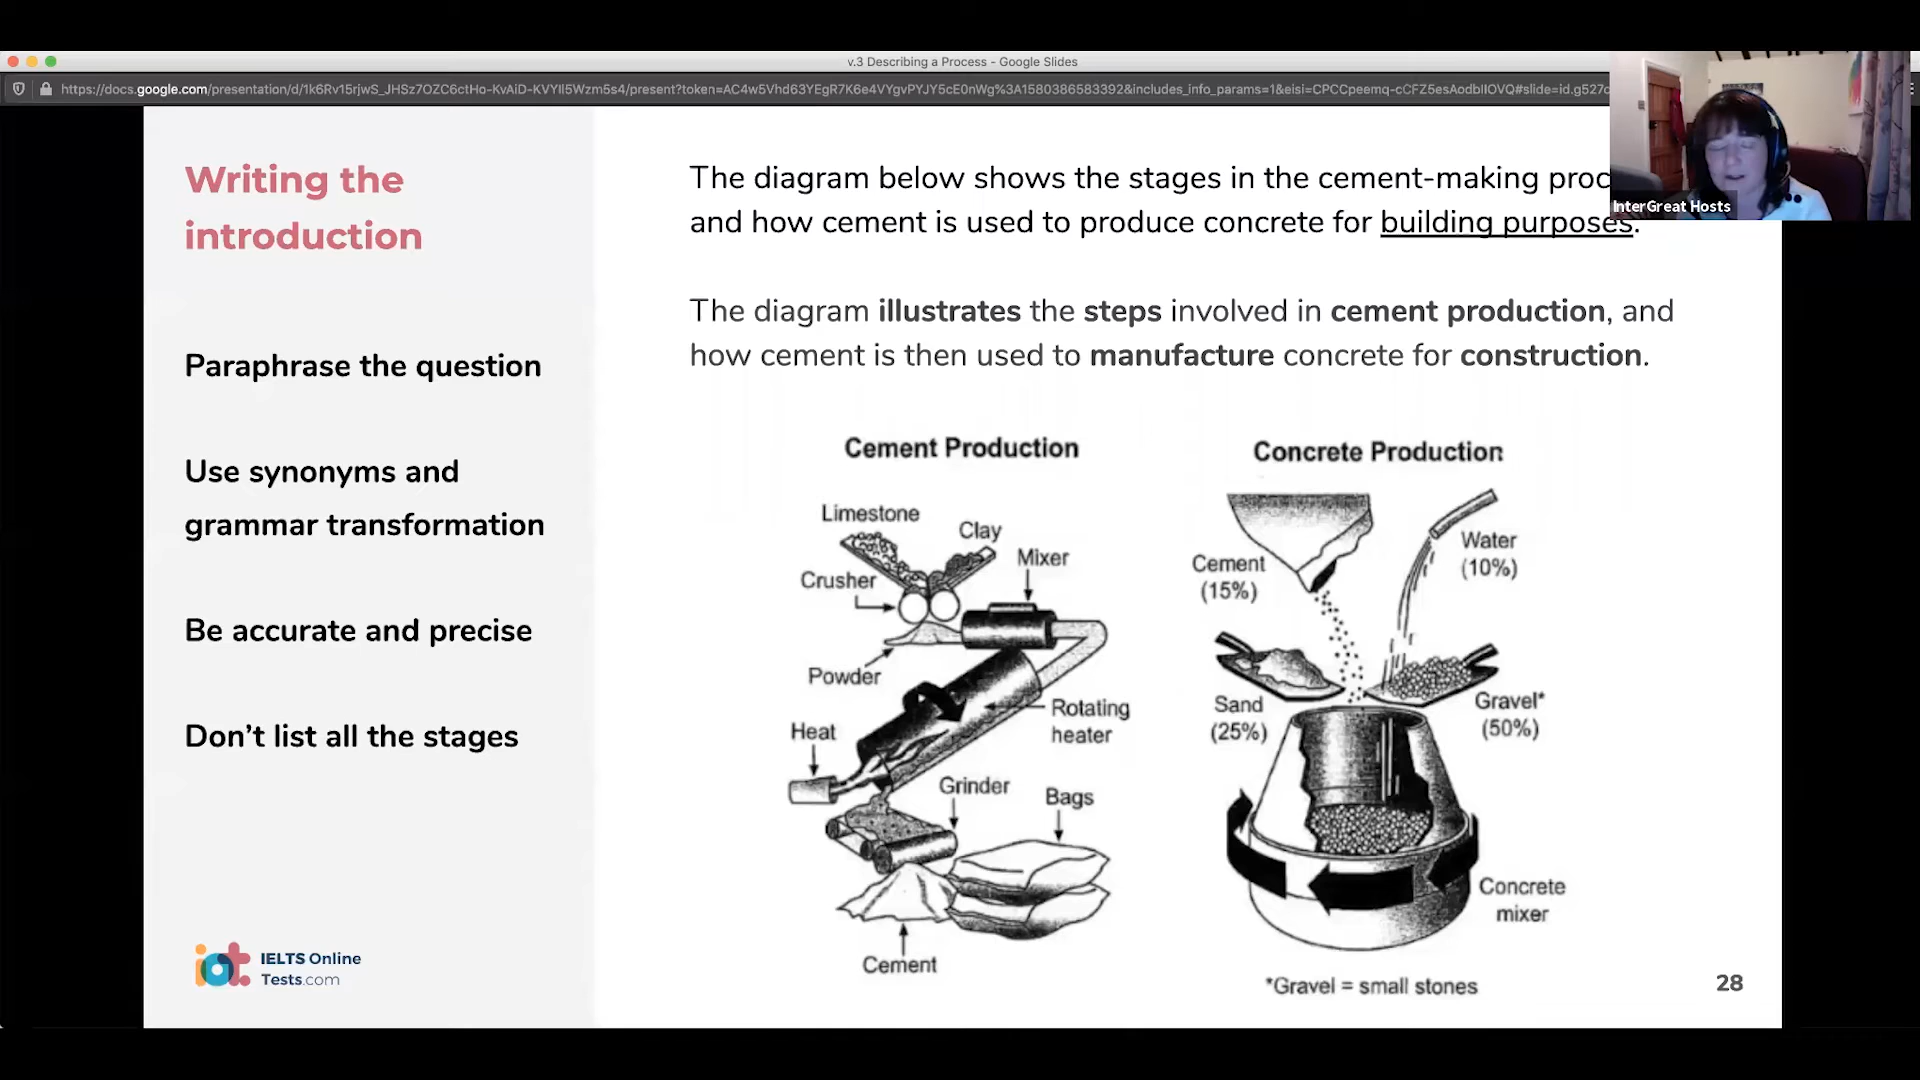 v.3 Describing a Process - Google Slides
InterGreat Hosts
Writing the
introduction
Paraphrase the question
Use synonyms and
grammar transformation
Be accurate and precise
Don't list all the stages
IELTS Online
Tests.com
The diagram below shows the stages in the cement-making
and how cement is used to produce concrete for building purposes.
The diagram illustrates the steps involved in cement production, and
how cement is then used to manufacture concrete for construction.
Cement Production
Limestone
Clay
Mixer
Crusher
Powder
Rotating
heater
Heat
Grinder
Bags
Cement
Concrete Production
Cement
(15%)
Water
(10%)
Sand
(25%)
Gravel*
(50%)
Concrete
mixer
*Gravel = small stones
28